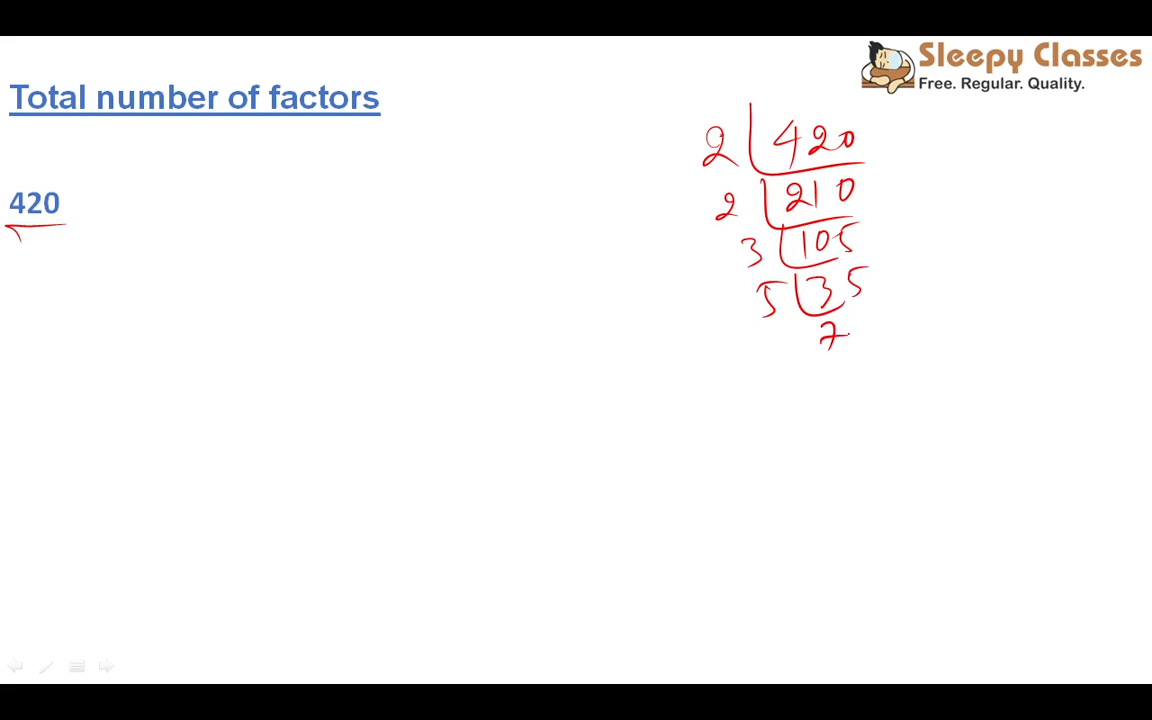 Sleepy Classes
Free. Regular. Quality.
Total number of factors
420
2 420
2 210
3 105
5 35
7